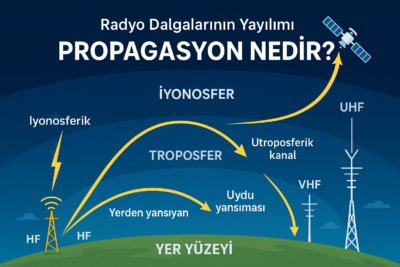 Radyo Dalgalarının Yayılımı
PROPAGASYON NEDİR?
İYONOSFER
UHF
Iyonosferik
TROPOSFER
Utroposferik
kanal
VHF
Uydu
yansıması
Yerden yansıyan
HF
HF
YER YÜZEYİ